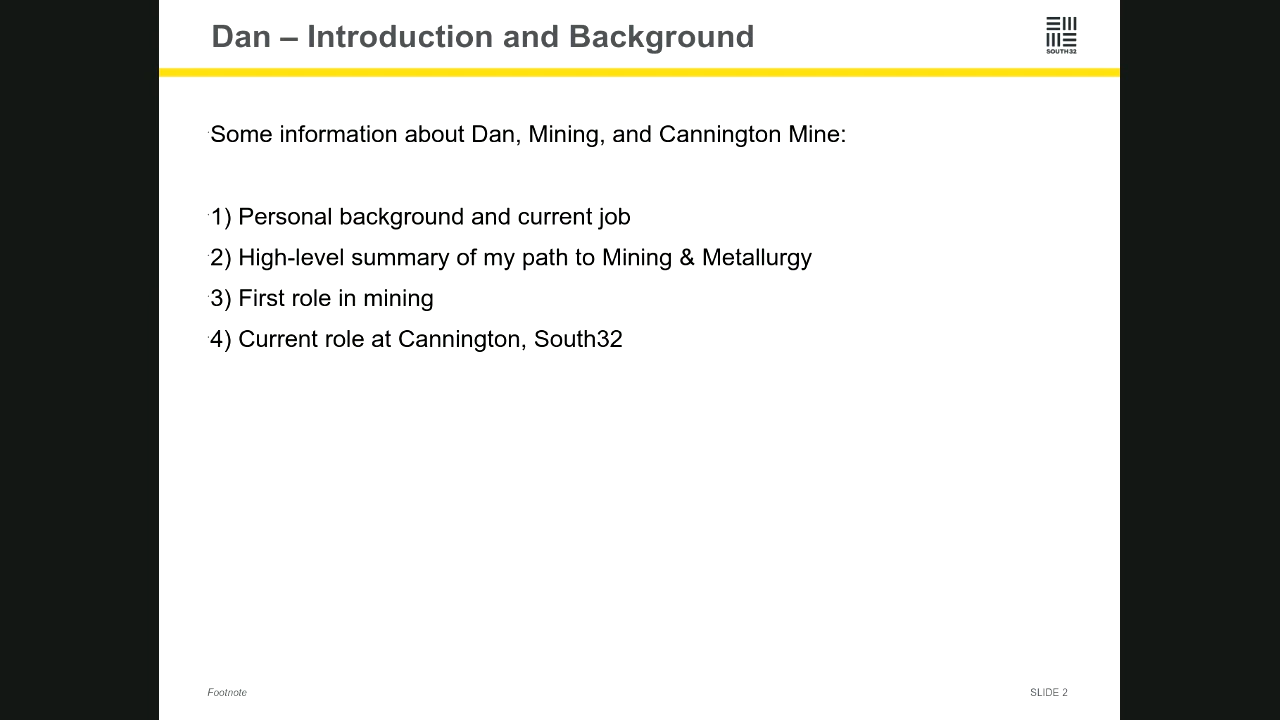 Dan – Introduction and Background
SOUTH32
Some information about Dan, Mining, and Cannington Mine:
1) Personal background and current job
2) High-level summary of my path to Mining & Metallurgy
3) First role in mining
4) Current role at Cannington, South32
Footnote
SLIDE 2